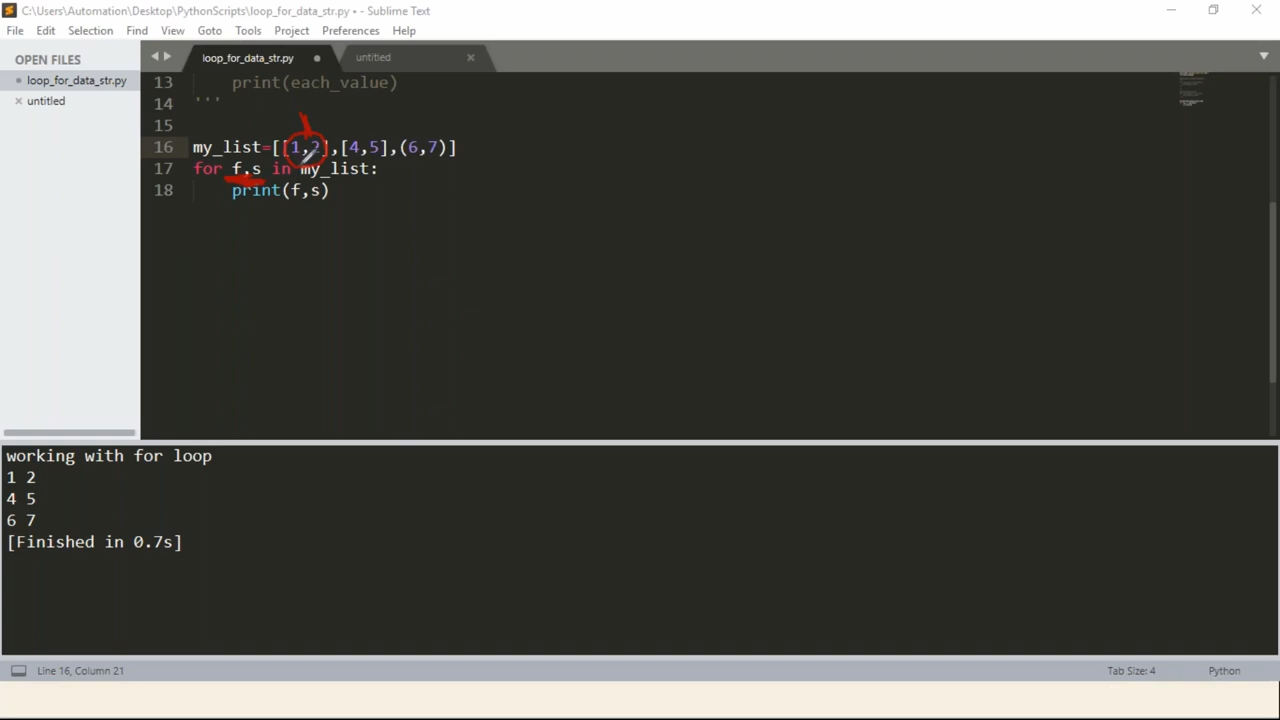 C:\Users\Automation\Desktop\PythonScripts\loop_for_data_str.py • - Sublime Text
File Edit Selection Find View Goto Tools Project Preferences Help
OPEN FILES
loop_for_data_str.py
untitled
loop_for_data_str.py
untitled
13 print(each_value)
14 '''
15
16 my_list=[[1,2],[4,5],(6,7)]
17 for f,s in my_list:
18 print(f,s)
working with for loop
1 2
4 5
6 7
[Finished in 0.7s]
Line 16, Column 21
Tab Size: 4
Python